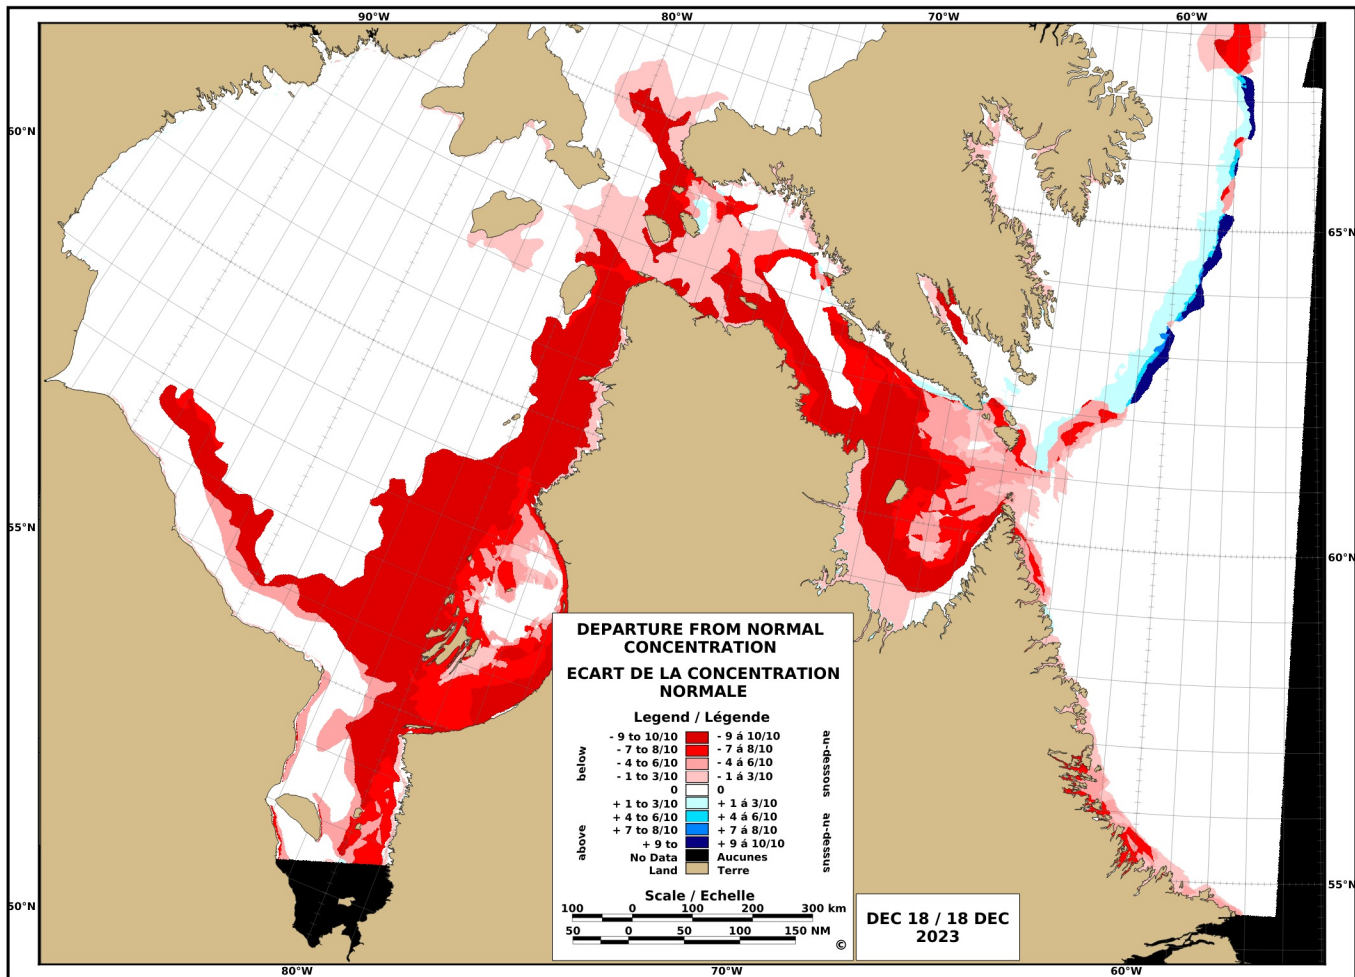 90°W 80°W 70°W 60°W
60°N
65°N
55°N
60°N
50°N
55°N
80°W 70°W 60°W
DEPARTURE FROM NORMAL
CONCENTRATION
ECART DE LA CONCENTRATION
NORMALE
Legend / Légende
below
au-dessous
- 9 to 10/10 - 9 á 10/10
- 7 to 8/10 - 7 á 8/10
- 4 to 6/10 - 4 á 6/10
- 1 to 3/10 - 1 á 3/10
0 0
above
au-dessus
+ 1 to 3/10 + 1 á 3/10
+ 4 to 6/10 + 4 á 6/10
+ 7 to 8/10 + 7 á 8/10
+ 9 to + 9 á 10/10
No Data Aucunes
Land Terre
Scale / Echelle
100 0 100 200 300 km
50 0 50 100 150 NM
©
DEC 18 / 18 DEC
2023